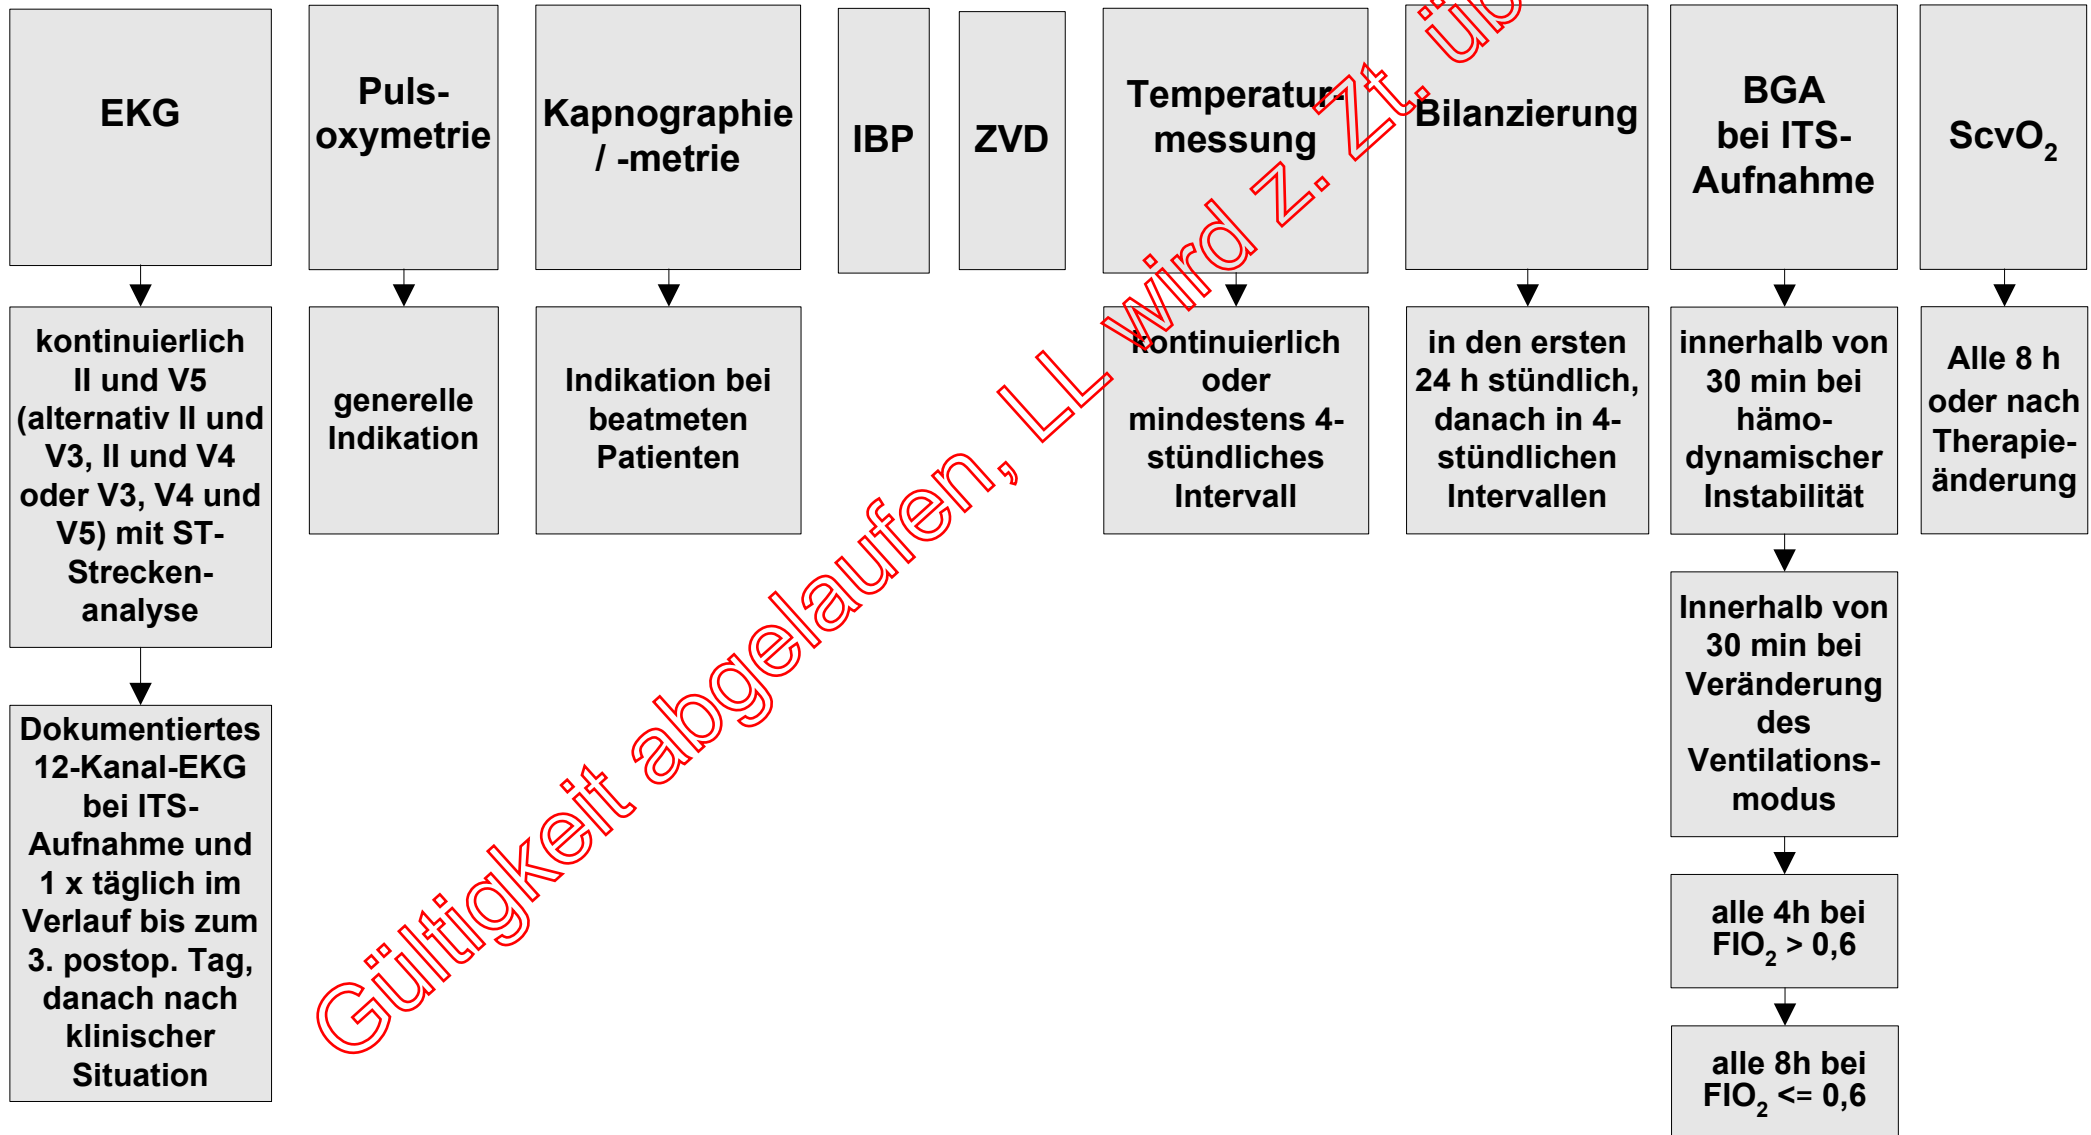 EKG
Puls-
oxymetrie
Kapnographie
/ -metrie
IBP
ZVD
Temperatur-
messung
Bilanzierung
BGA
bei ITS-
Aufnahme
ScvO₂
kontinuierlich
II und V5
(alternativ II und
V3, II und V4
oder V3, V4 und
V5) mit ST-
Strecken-
analyse
generelle
Indikation
Indikation bei
beatmeten
Patienten
kontinuierlich
oder
mindestens 4-
stündliches
Intervall
in den ersten
24 h stündlich,
danach in 4-
stündlichen
Intervallen
innerhalb von
30 min bei
hämo-
dynamischer
Instabilität
Alle 8 h
oder nach
Therapie-
änderung
Innerhalb von
30 min bei
Veränderung
des
Ventilations-
modus
Dokumentiertes
12-Kanal-EKG
bei ITS-
Aufnahme und
1 x täglich im
Verlauf bis zum
3. postop. Tag,
danach nach
klinischer
Situation
alle 4h bei
FIO₂ > 0,6
alle 8h bei
FIO₂ <= 0,6
Gültigkeit abgelaufen, LL wird z. Zt.